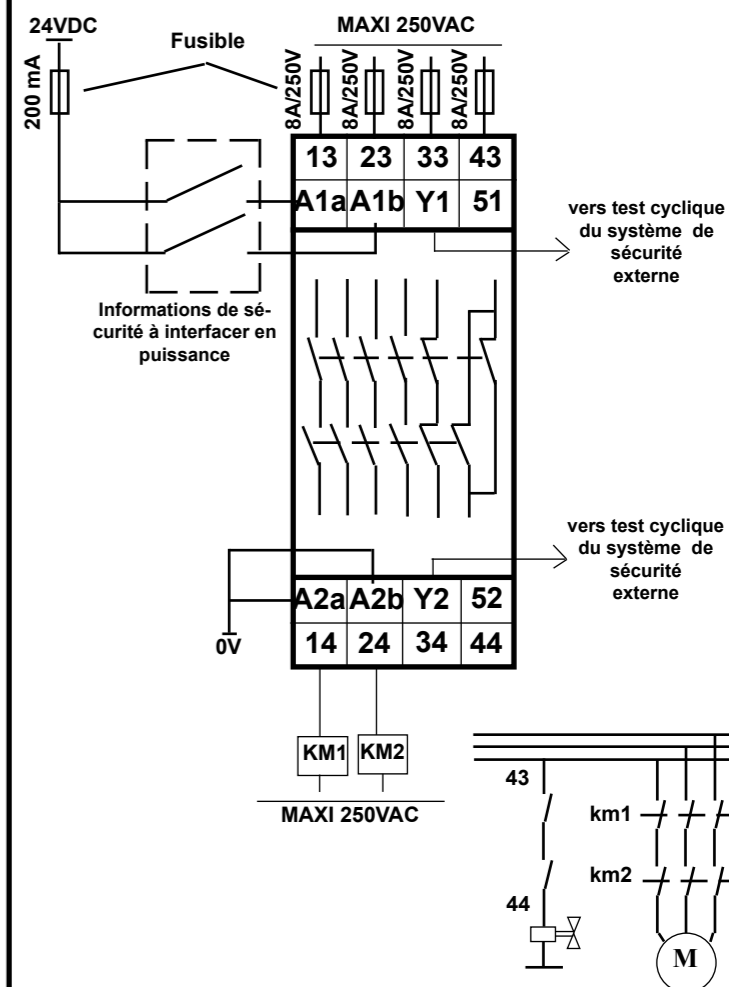 24VDC
Fusible
MAXI 250VAC
200 mA
8A/250V
8A/250V
8A/250V
8A/250V
13 23 33 43
A1a A1b Y1 51
vers test cyclique
du système de
sécurité
externe
Informations de sé-
curité à interfacer en
puissance
vers test cyclique
du système de
sécurité
externe
A2a A2b Y2 52
14 24 34 44
0V
KM1 KM2
MAXI 250VAC
43
km1
km2
44
M